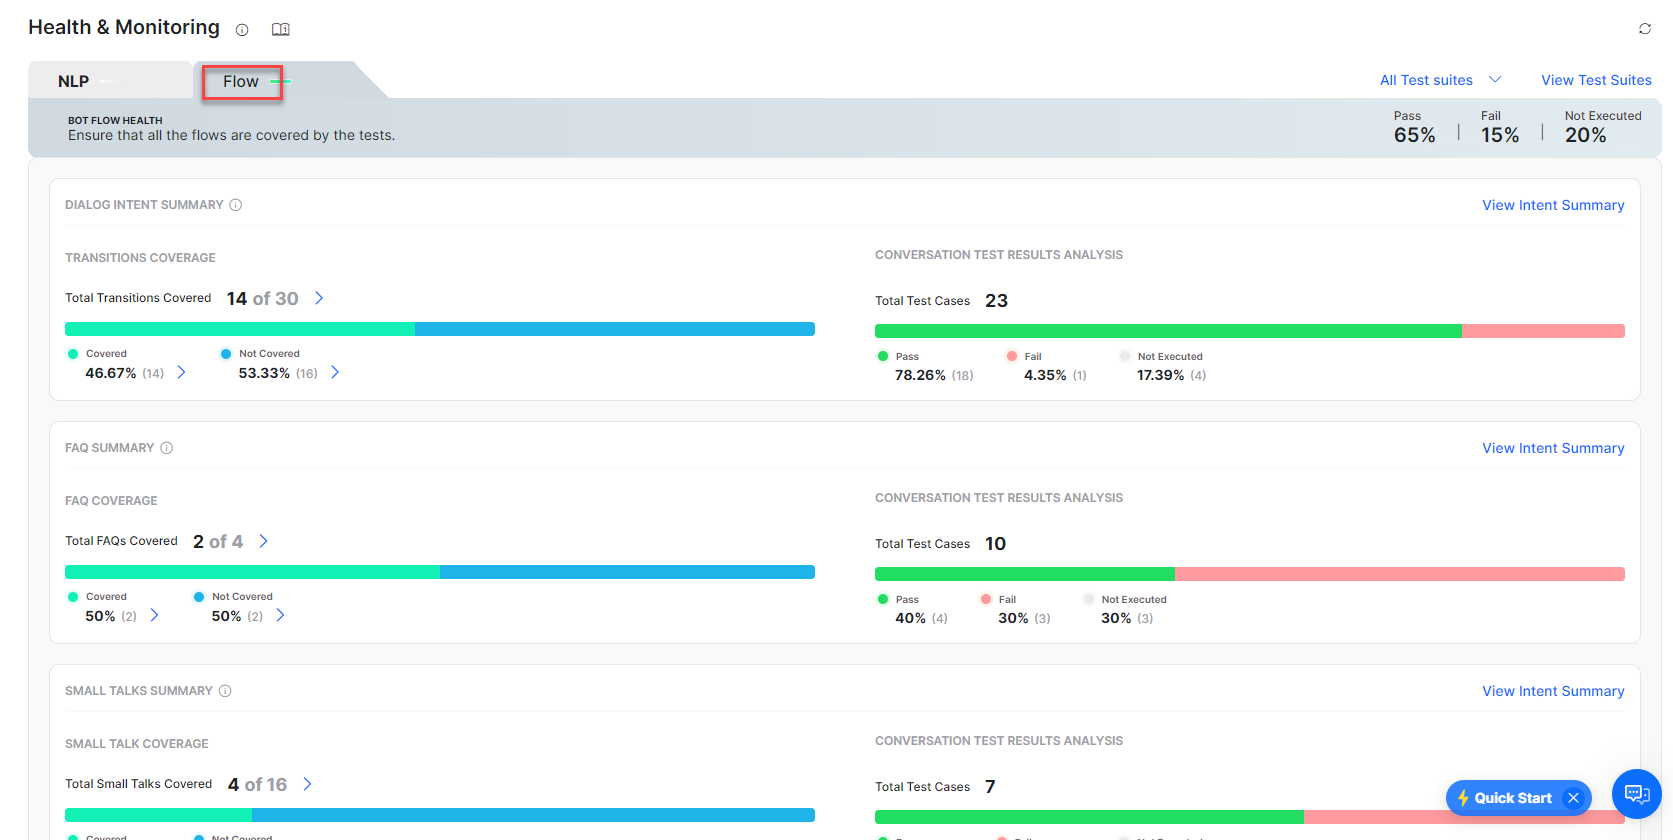 Health & Monitoring
NLP
Flow
All Test suites
View Test Suites
BOT FLOW HEALTH
Ensure that all the flows are covered by the tests.
Pass
Fail
Not Executed
65%
15%
20%
DIALOG INTENT SUMMARY
View Intent Summary
TRANSITIONS COVERAGE
Total Transitions Covered 14 of 30
Covered
Not Covered
46.67% (14)
53.33% (16)
CONVERSATION TEST RESULTS ANALYSIS
Total Test Cases 23
Pass
Fail
Not Executed
78.26% (18)
4.35% (1)
17.39% (4)
FAQ SUMMARY
View Intent Summary
FAQ COVERAGE
Total FAQs Covered 2 of 4
Covered
Not Covered
50% (2)
50% (2)
CONVERSATION TEST RESULTS ANALYSIS
Total Test Cases 10
Pass
Fail
Not Executed
40% (4)
30% (3)
30% (3)
SMALL TALKS SUMMARY
View Intent Summary
SMALL TALK COVERAGE
Total Small Talks Covered 4 of 16
Covered
Not Covered
CONVERSATION TEST RESULTS ANALYSIS
Total Test Cases 7
Quick Start